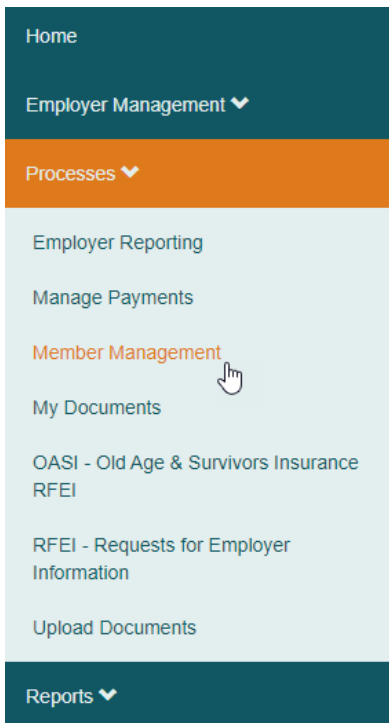 Home
Employer Management
Processes
Employer Reporting
Manage Payments
Member Management
My Documents
OASI - Old Age & Survivors Insurance
RFEI
RFEI - Requests for Employer
Information
Upload Documents
Reports